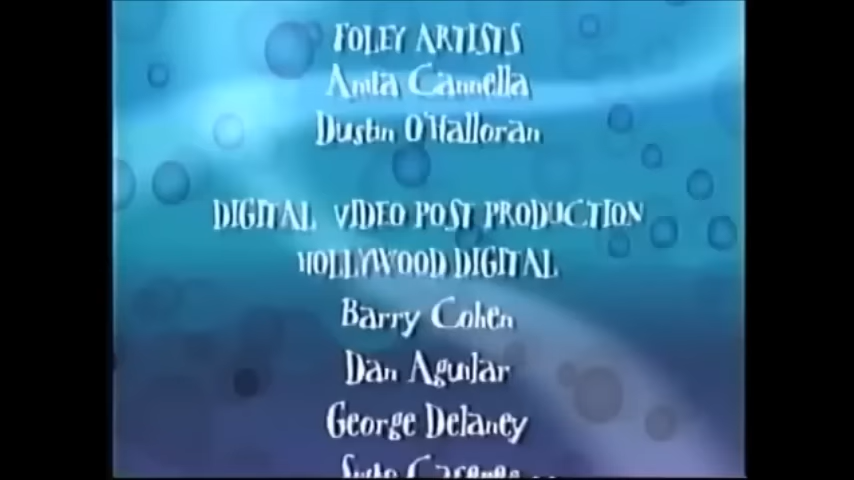 FOLEY ARTISTS
Anita Cannella
Dustin O'Halloran
DIGITAL VIDEO POST PRODUCTION
HOLLYWOOD DIGITAL
Barry Cohen
Dan Aguilar
George Delaney